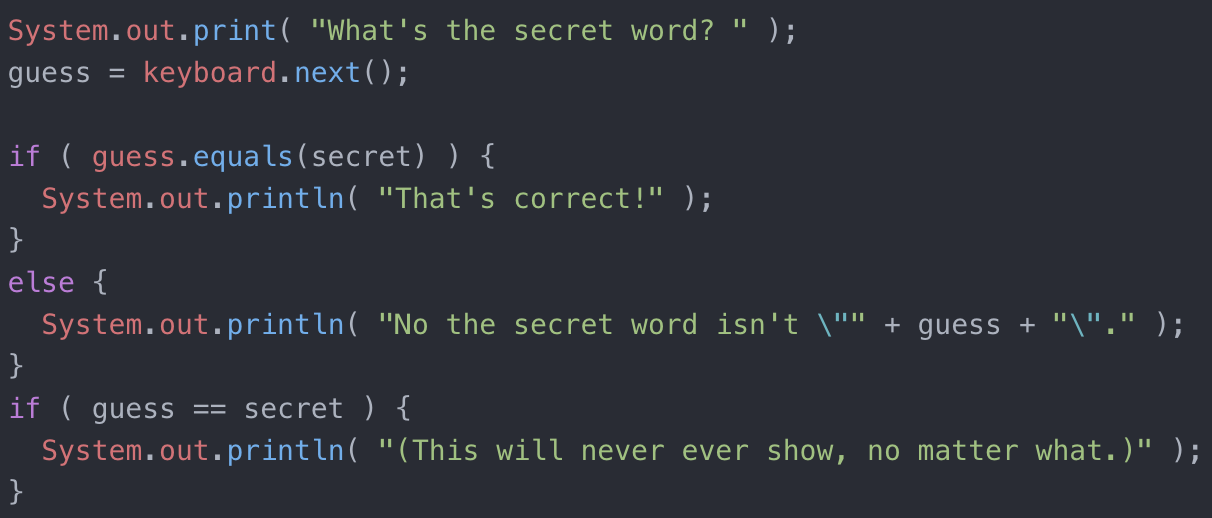 System.out.print( "What's the secret word? " );
guess = keyboard.next();

if ( guess.equals(secret) ) {
  System.out.println( "That's correct!" );
}
else {
  System.out.println( "No the secret word isn't \"" + guess + "\"." );
}
if ( guess == secret ) {
  System.out.println( "(This will never ever show, no matter what.)" );
}